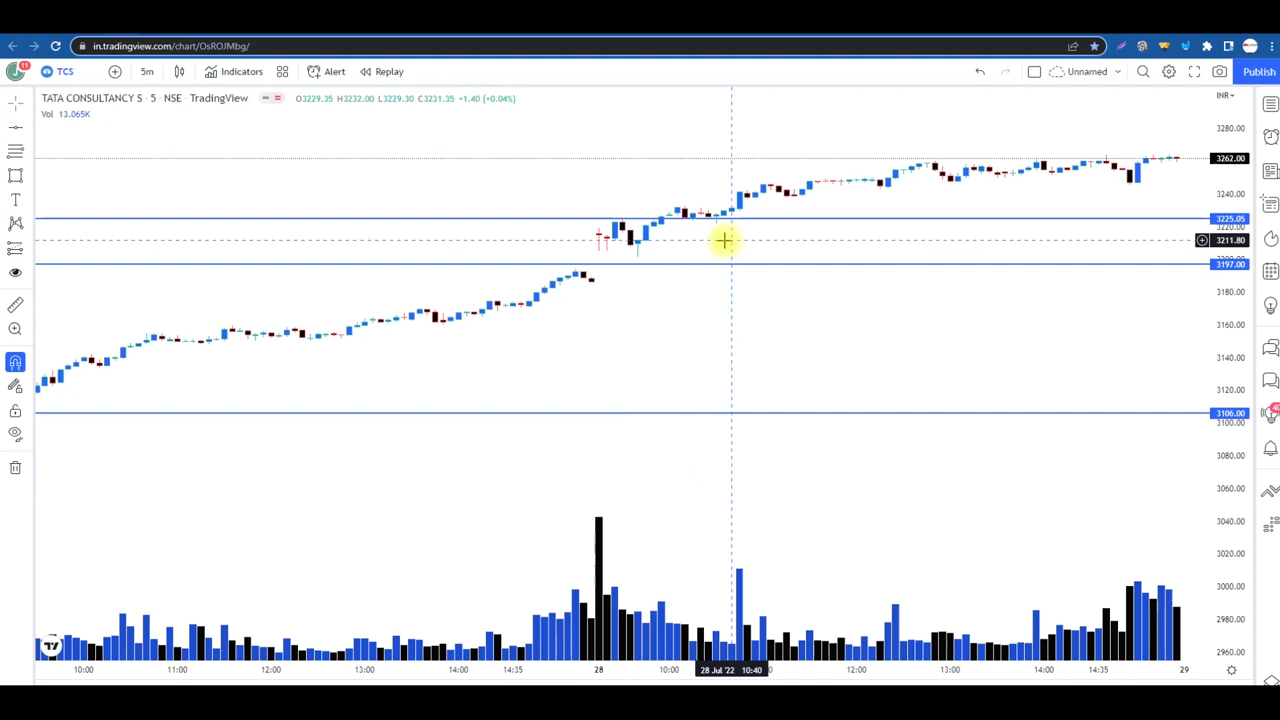 in.tradingview.com/chart/OsROJMbg/
11
TCS
5m
Indicators
Alert
Replay
Unnamed
Publish
TATA CONSULTANCY S · 5 · NSE · TradingView
O3229.35 H3232.00 L3229.30 C3231.35 +1.40 (+0.04%)
INR
Vol 13.065K
3280.00
3262.00
3240.00
3225.05
3220.00
3211.80
3197.00
3180.00
3160.00
3140.00
3120.00
3106.00
3100.00
3080.00
3060.00
3040.00
3020.00
3000.00
2980.00
2960.00
10:00
11:00
12:00
13:00
14:00
14:35
28
10:00
28 Jul '22 10:40
12:00
13:00
14:00
14:35
29